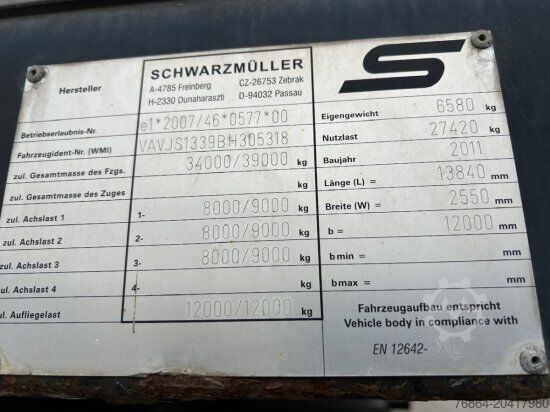 Hersteller
SCHWARZMÜLLER
A-4785 Freinberg CZ-26753 Zebrak
H-2330 Dunaharaszti D-94032 Passau
S
Betriebserlaubnis-Nr. e1*2007/46*0577*00
Fahrzeugident-Nr. (WMI) VAVJS1339BH305318
zul. Gesamtmasse des Fzgs. 34000/39000 kg
zul. Gesamtmasse des Zuges kg
zul. Achslast 1 1- 8000/9000 kg
zul. Achslast 2 2- 8000/9000 kg
zul. Achslast 3 3- 8000/9000 kg
zul. Achslast 4 4- kg
zul. Aufliegelast 12000/12000 kg
Eigengewicht 6580 kg
Nutzlast 27420 kg
Baujahr 2011
Länge (L) = 13840 mm
Breite (W) = 2550 mm
b = 12000 mm
b min = mm
b max = mm
Fahrzeugaufbau entspricht
Vehicle body in compliance with
EN 12642- XL
76864-20417980